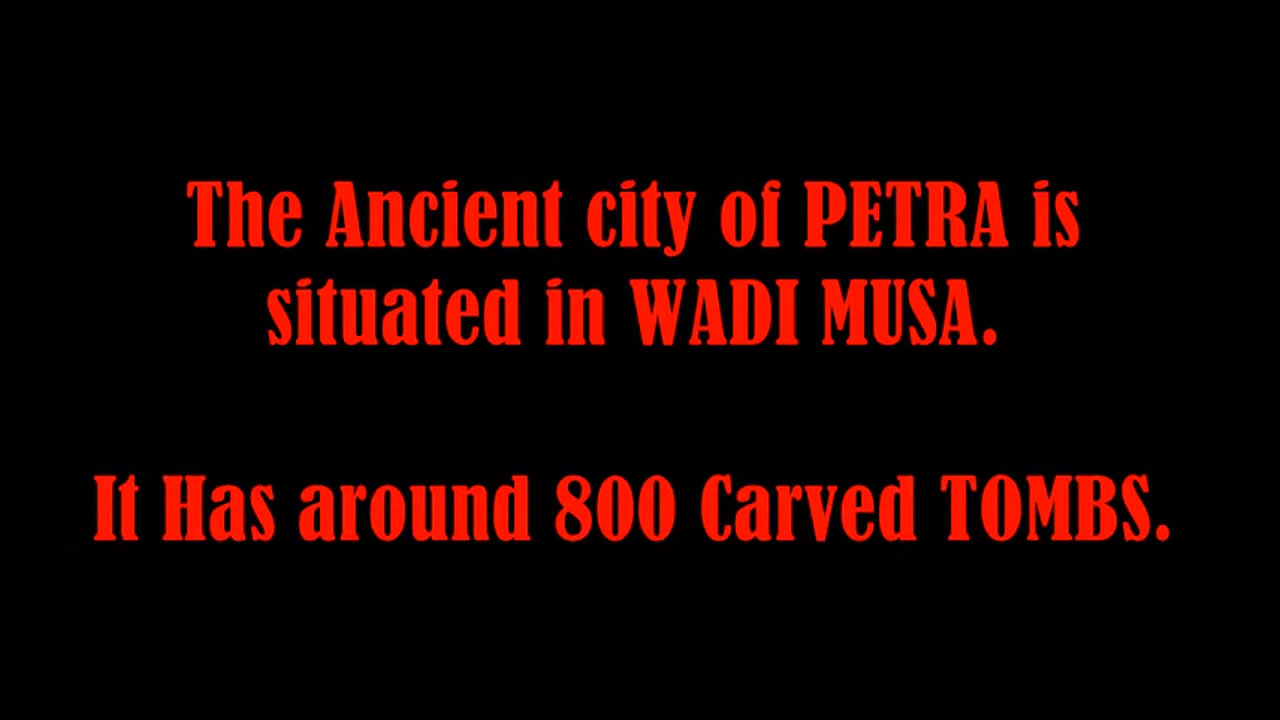 The Ancient city of PETRA is
situated in WADI MUSA.
It Has around 800 Carved TOMBS.